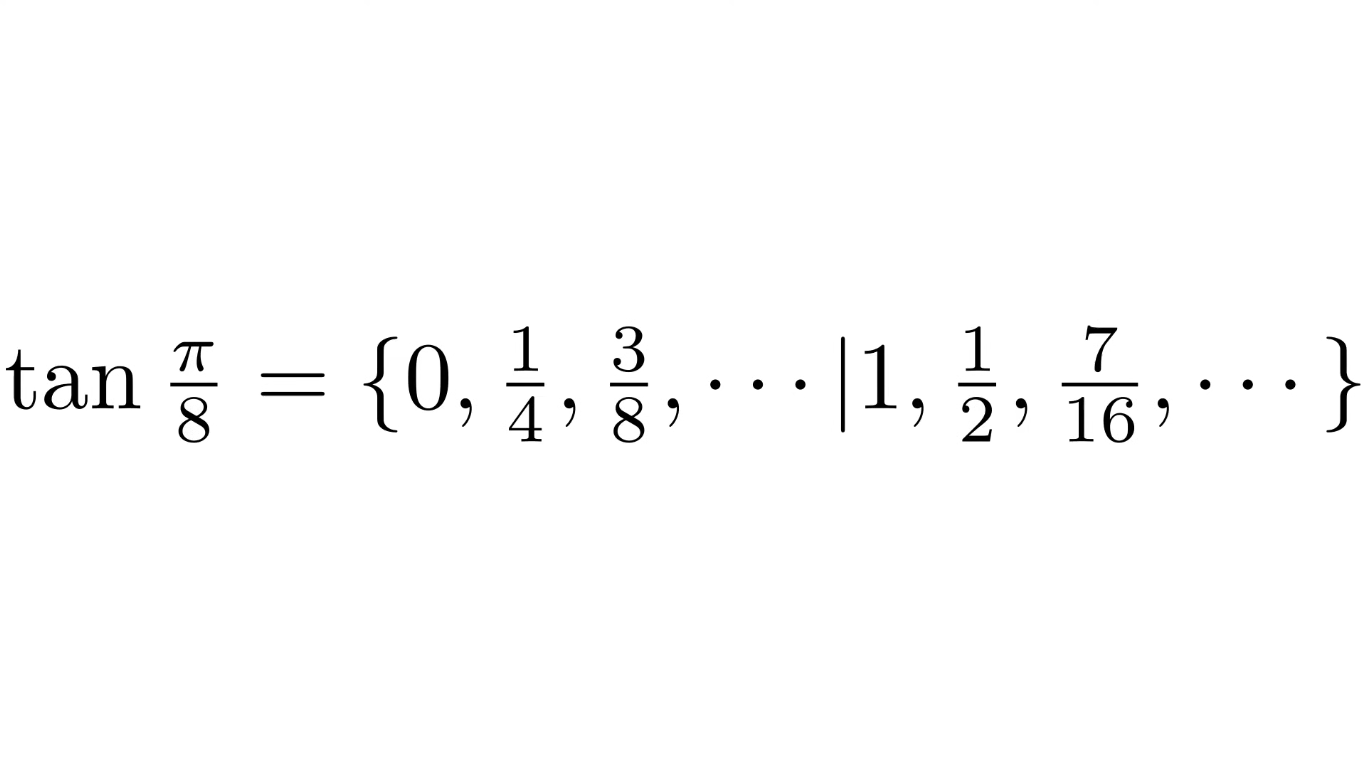 tan π/8 = {0, 1/4, 3/8, ··· |1, 1/2, 7/16, ··· }